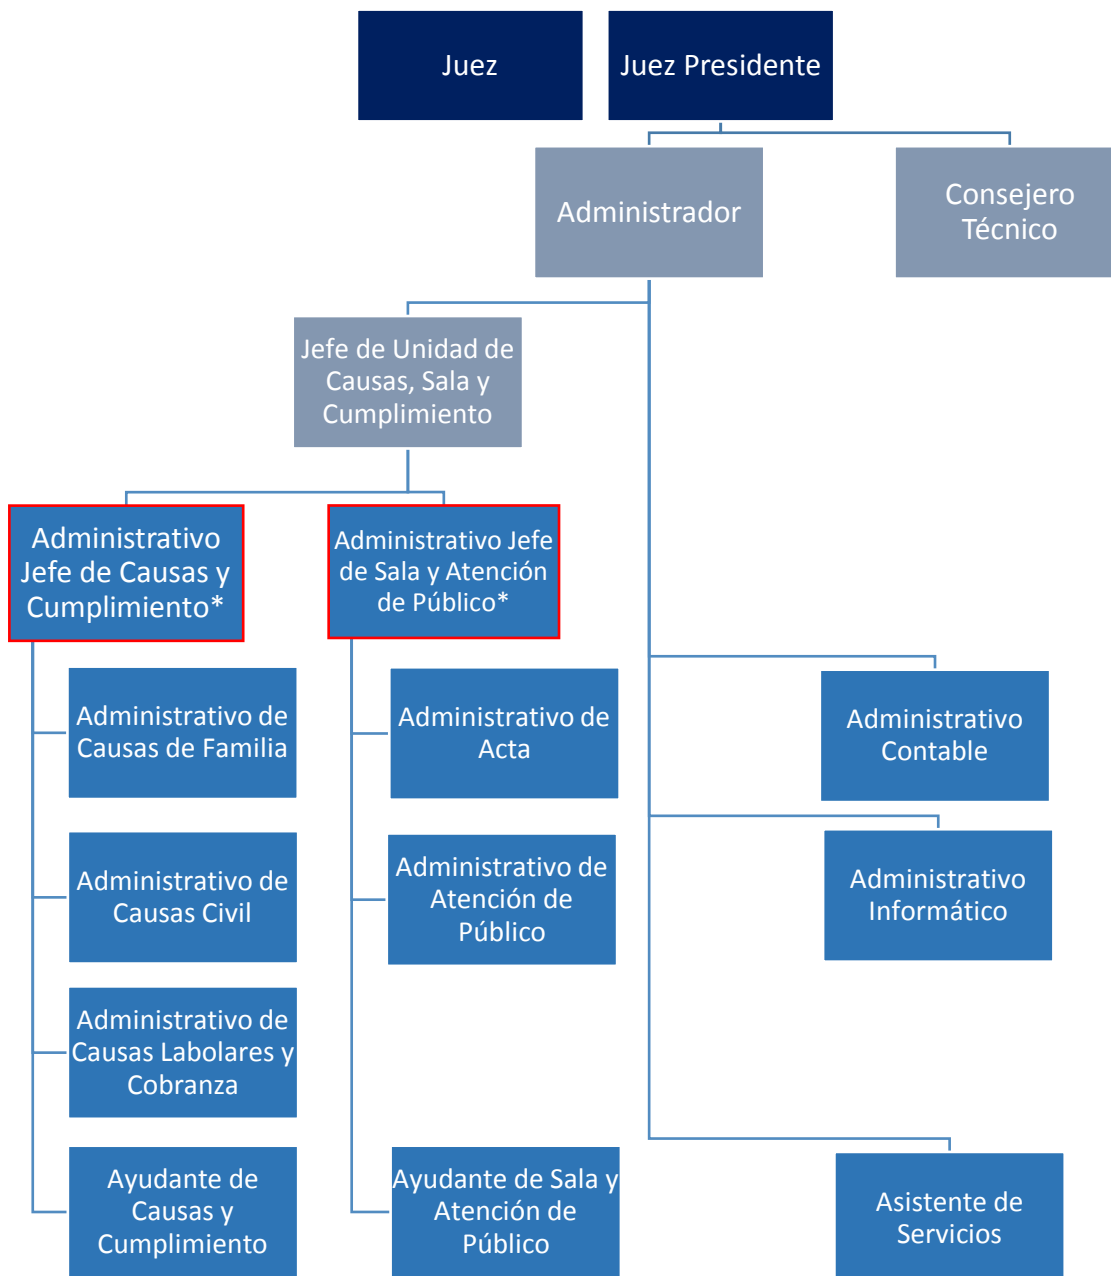 Juez
Juez Presidente
Administrador
Consejero
Técnico
Jefe de Unidad de
Causas, Sala y
Cumplimiento
Administrativo
Jefe de Causas y
Cumplimiento*
Administrativo Jefe
de Sala y Atención
de Público*
Administrativo de
Causas de Familia
Administrativo de
Acta
Administrativo
Contable
Administrativo de
Causas Civil
Administrativo de
Atención de
Público
Administrativo
Informático
Administrativo de
Causas Labolares y
Cobranza
Ayudante de
Causas y
Cumplimiento
Ayudante de Sala y
Atención de
Público
Asistente de
Servicios